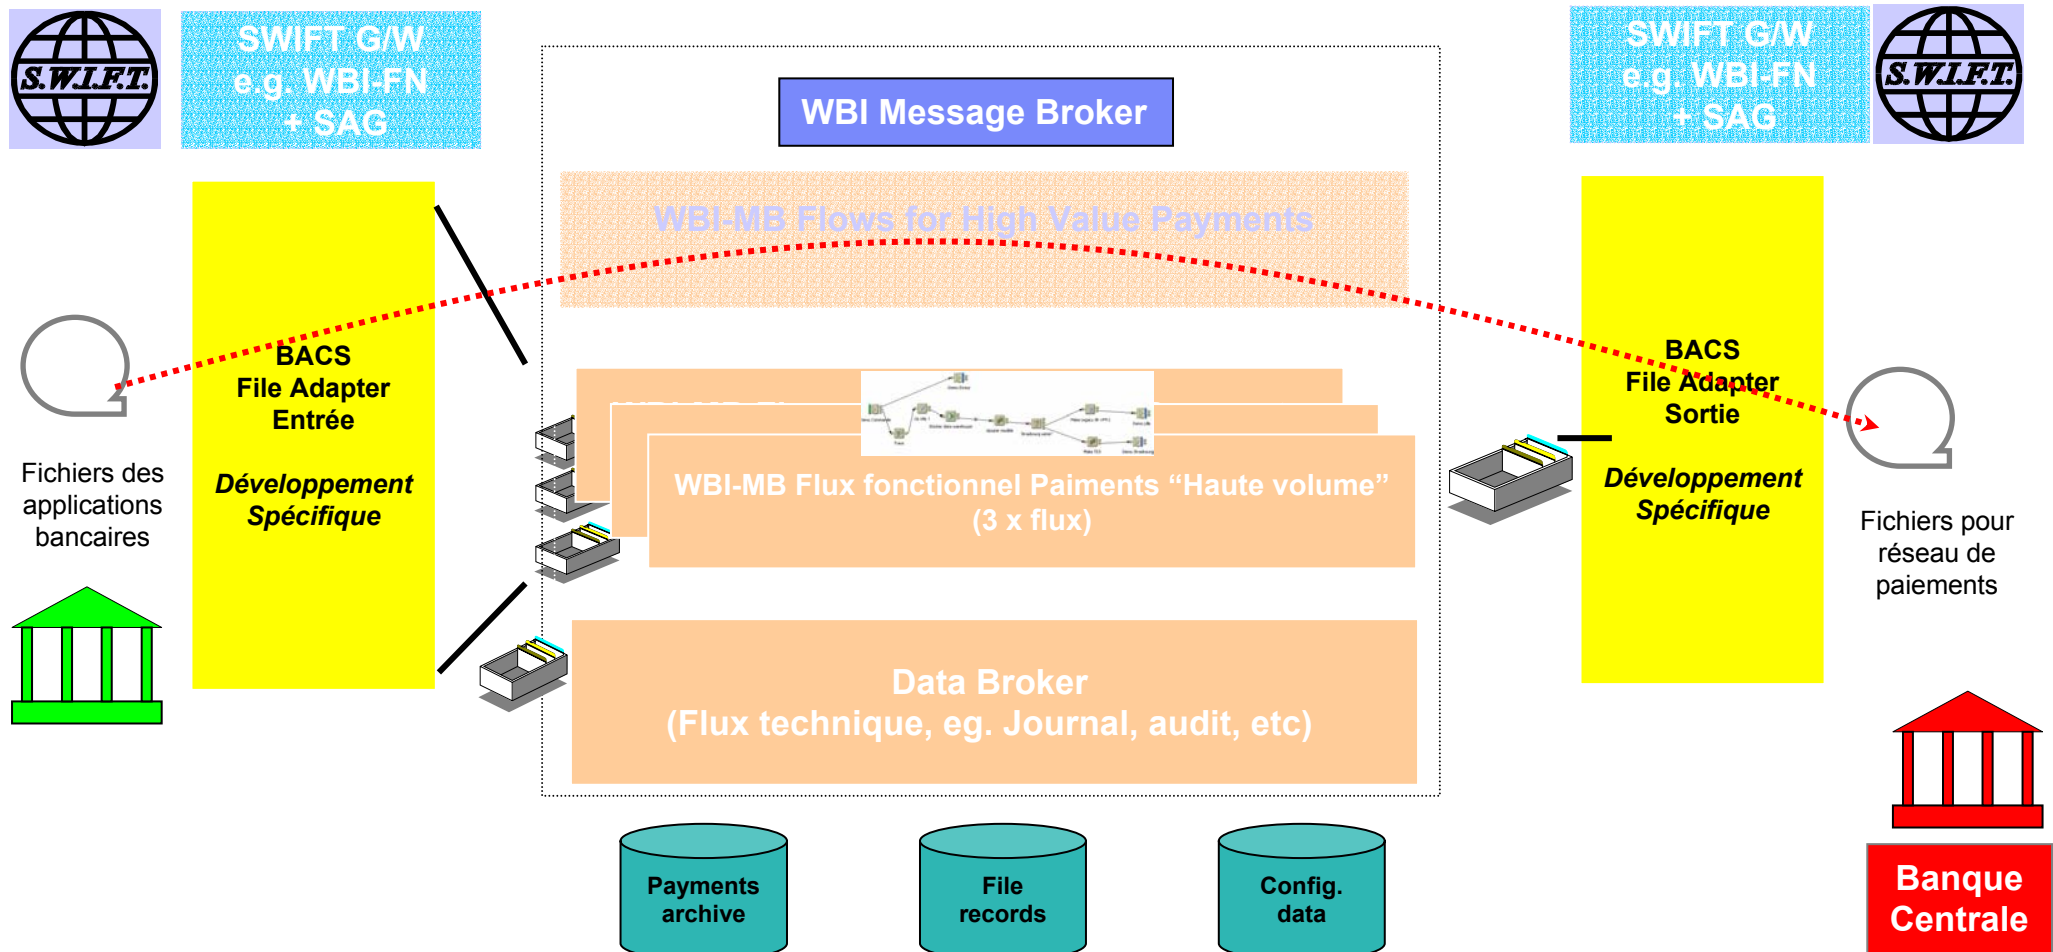 S.W.I.F.T.
SWIFT G/W
e.g. WBI-FN
+ SAG
WBI Message Broker
SWIFT G/W
e.g. WBI-FN
+ SAG
S.W.I.F.T.
WBI-MB Flows for High Value Payments
BACS
File Adapter
Entrée
Développement
Spécifique
Fichiers des
applications
bancaires
WBI-MB Flux fonctionnel Paiments “Haute volume”
(3 x flux)
BACS
File Adapter
Sortie
Développement
Spécifique
Fichiers pour
réseau de
paiements
Data Broker
(Flux technique, eg. Journal, audit, etc)
Payments
archive
File
records
Config.
data
Banque
Centrale